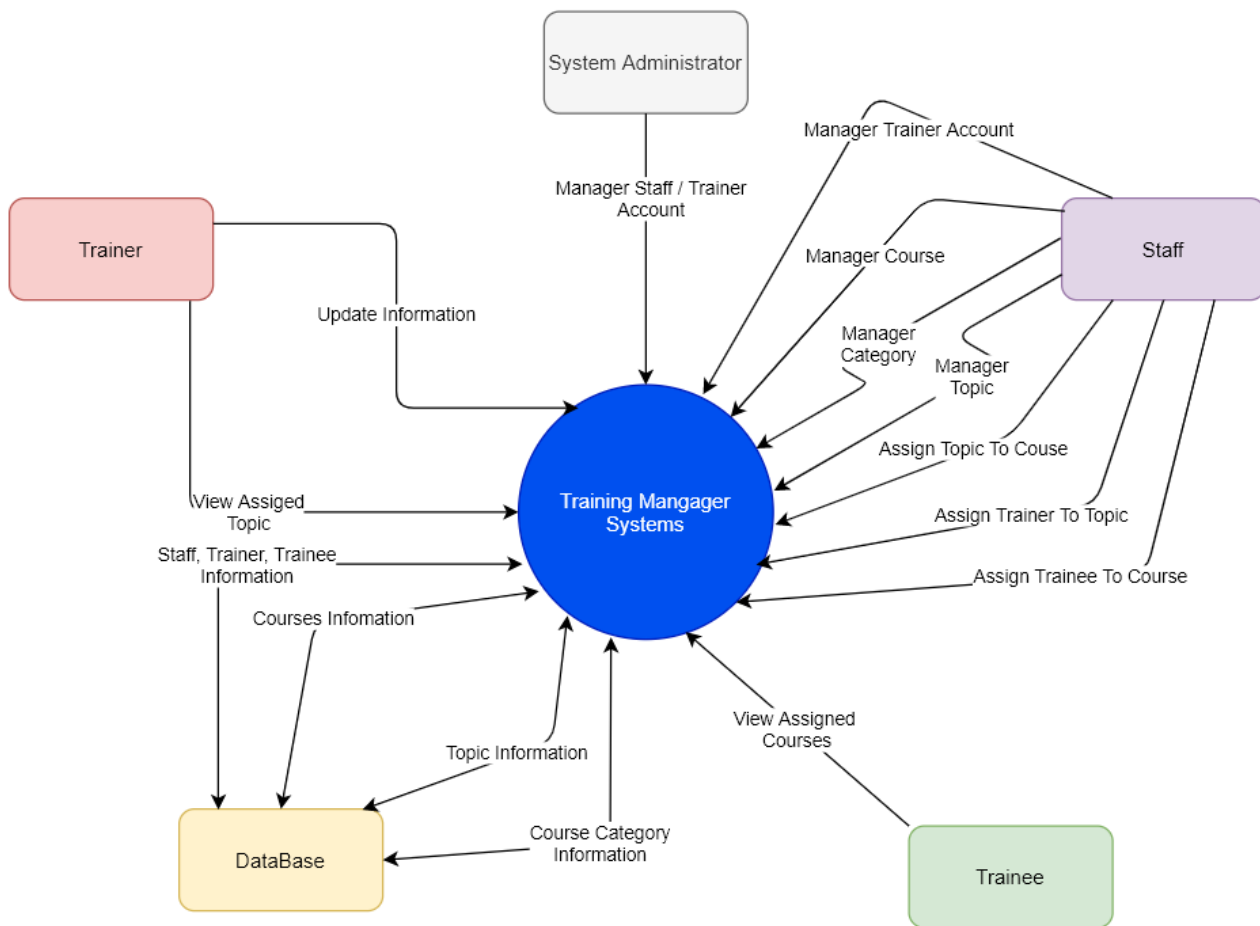 System Administrator
Manager Trainer Account
Manager Staff / Trainer
Account
Trainer
Staff
Manager Course
Update Information
Manager
Category
Manager
Topic
Assign Topic To Couse
View Assiged
Topic
Training Mangager
Systems
Assign Trainer To Topic
Staff, Trainer, Trainee
Information
Assign Trainee To Course
Courses Infomation
View Assigned
Courses
Topic Information
Course Category
Information
DataBase
Trainee